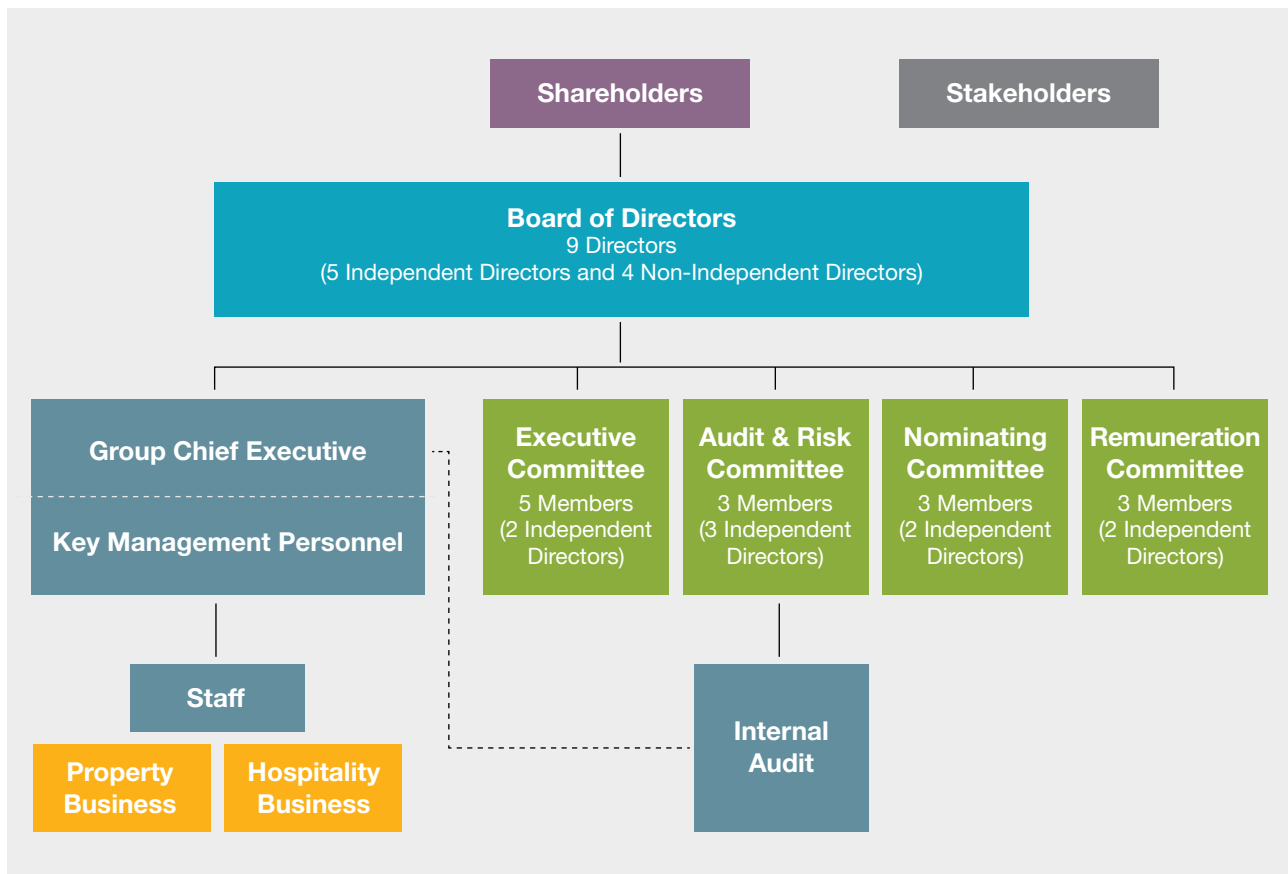 Shareholders
Stakeholders
Board of Directors
9 Directors
(5 Independent Directors and 4 Non-Independent Directors)
Group Chief Executive
Key Management Personnel
Executive
Committee
5 Members
(2 Independent
Directors)
Audit & Risk
Committee
3 Members
(3 Independent
Directors)
Nominating
Committee
3 Members
(2 Independent
Directors)
Remuneration
Committee
3 Members
(2 Independent
Directors)
Staff
Property
Business
Hospitality
Business
Internal
Audit